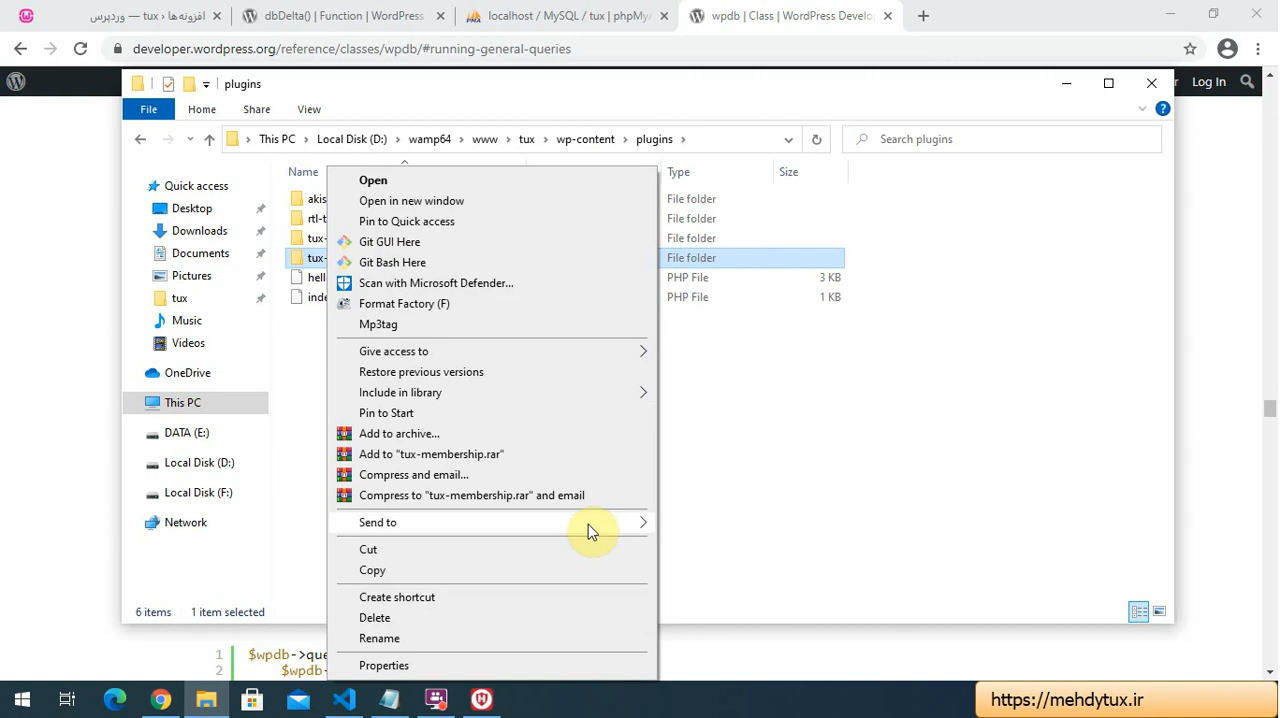 افزونه‌ها ‹ tux — وردپرس
dbDelta() | Function | WordPress
localhost / MySQL / tux | phpMy
wpdb | Class | WordPress Develo
developer.wordpress.org/reference/classes/wpdb/#running-general-queries
Log In
plugins
File
Home
Share
View
This PC
Local Disk (D:)
wamp64
www
tux
wp-content
plugins
Search plugins
Name
Type
Size
Quick access
Desktop
Downloads
Documents
Pictures
tux
Music
Videos
OneDrive
This PC
DATA (E:)
Local Disk (D:)
Local Disk (F:)
Network
akis
rtl-t
tux-
tux-
hell
inde
File folder
File folder
File folder
File folder
PHP File
3 KB
PHP File
1 KB
Open
Open in new window
Pin to Quick access
Git GUI Here
Git Bash Here
Scan with Microsoft Defender...
Format Factory (F)
Mp3tag
Give access to
Restore previous versions
Include in library
Pin to Start
Add to archive...
Add to "tux-membership.rar"
Compress and email...
Compress to "tux-membership.rar" and email
Send to
Cut
Copy
Create shortcut
Delete
Rename
Properties
6 items
1 item selected
1 $wpdb->que
2 $wpdb->
https://mehdytux.ir